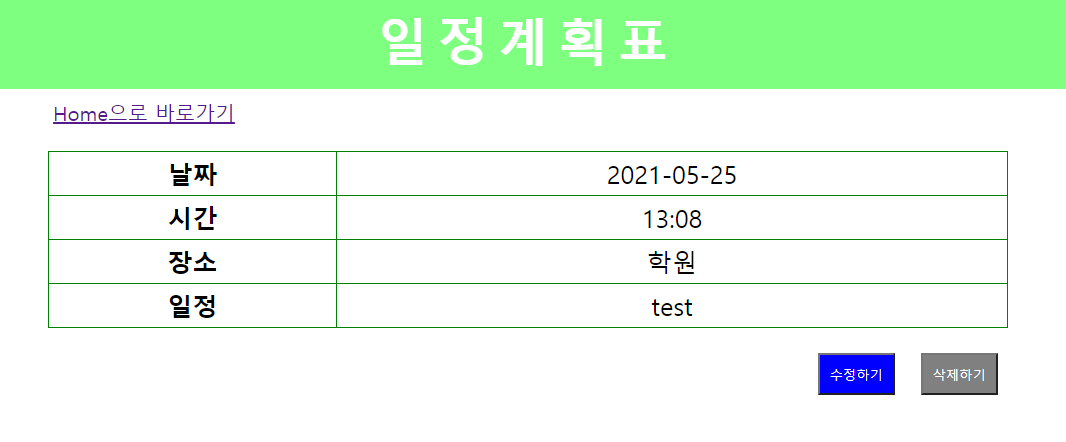 일정계획표
Home으로 바로가기
날짜 2021-05-25
시간 13:08
장소 학원
일정 test
수정하기 삭제하기